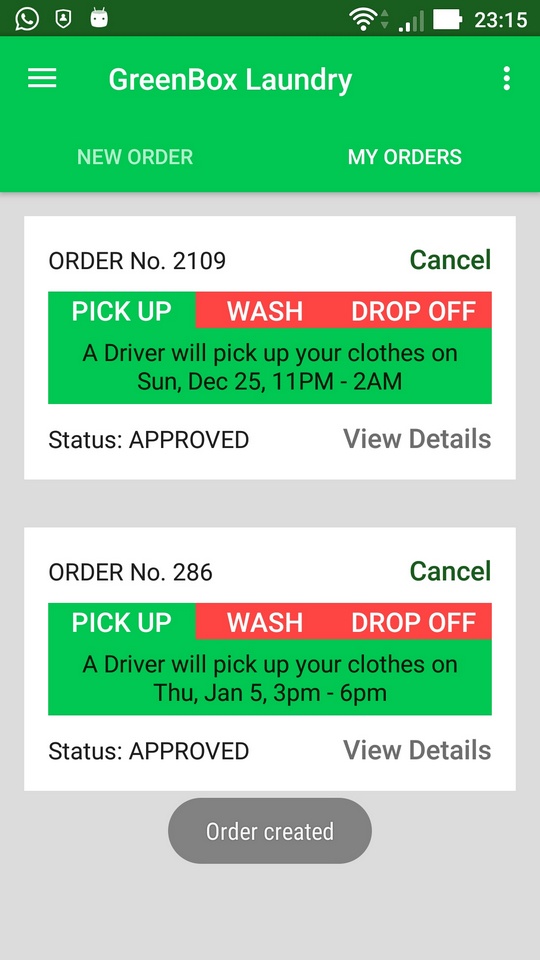 23:15
GreenBox Laundry
NEW ORDER MY ORDERS
ORDER No. 2109 Cancel
PICK UP WASH DROP OFF
A Driver will pick up your clothes on
Sun, Dec 25, 11PM - 2AM
Status: APPROVED View Details
ORDER No. 286 Cancel
PICK UP WASH DROP OFF
A Driver will pick up your clothes on
Thu, Jan 5, 3pm - 6pm
Status: APPROVED View Details
Order created